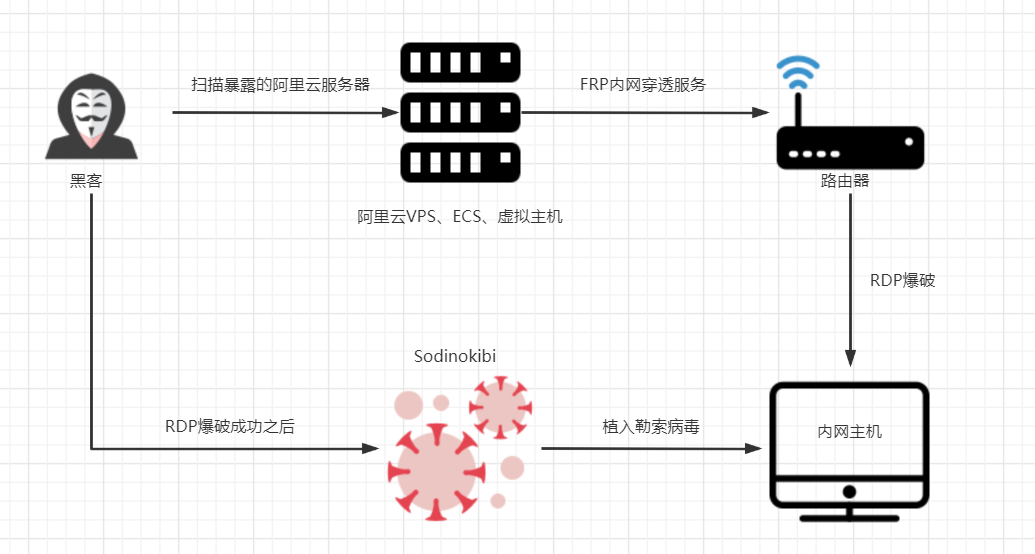 扫描暴露的阿里云服务器
FRP内网穿透服务
黑客
路由器
阿里云VPS、ECS、虚拟主机
RDP爆破
Sodinokibi
RDP爆破成功之后
植入勒索病毒
内网主机